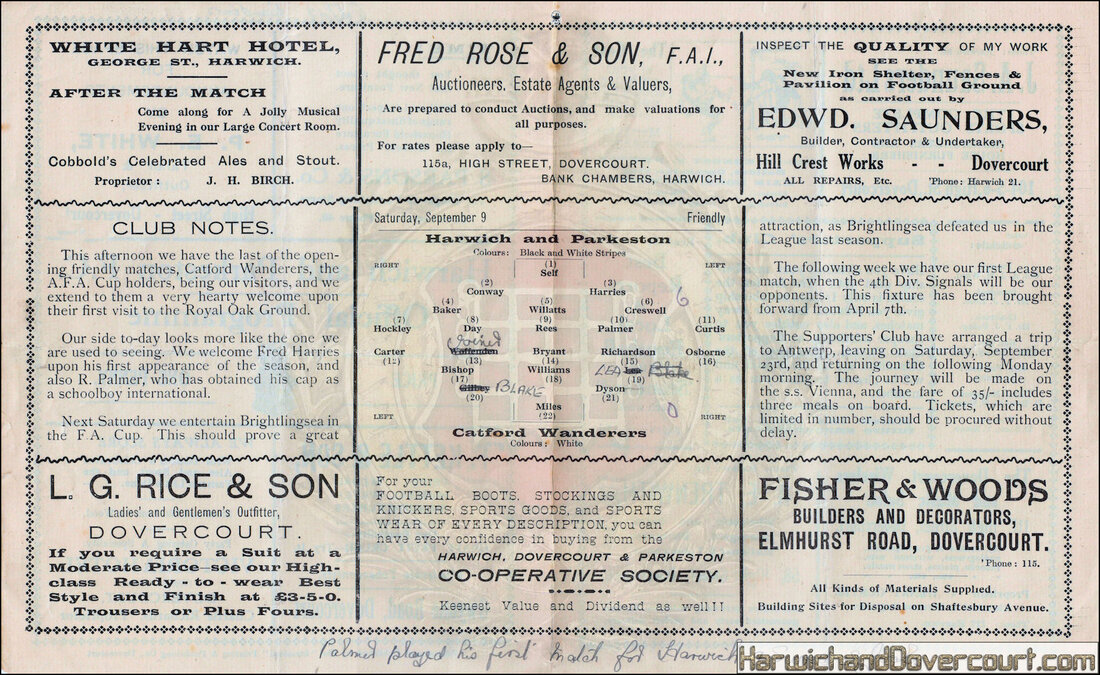 WHITE HART HOTEL,
GEORGE ST., HARWICH.
AFTER THE MATCH
Come along for A Jolly Musical
Evening in our Large Concert Room.
Cobbold's Celebrated Ales and Stout.
Proprietor : J. H. BIRCH.
FRED ROSE & SON, F.A.I.,
Auctioneers. Estate Agents & Valuers,
Are prepared to conduct Auctions, and make valuations for
all purposes.
For rates please apply to—
115a, HIGH STREET, DOVERCOURT.
BANK CHAMBERS, HARWICH.
INSPECT THE QUALITY OF MY WORK
SEE THE
New Iron Shelter, Fences &
Pavilion on Football Ground
as carried out by
EDWD. SAUNDERS,
Builder, Contractor & Undertaker,
Hill Crest Works - - Dovercourt
ALL REPAIRS, Etc. 'Phone: Harwich 21.
CLUB NOTES.
This afternoon we have the last of the open-
ing friendly matches, Catford Wanderers, the
A.F.A. Cup holders, being our visitors, and we
extend to them a very hearty welcome upon
their first visit to the Royal Oak Ground.
Our side to-day looks more like the one we
are used to seeing. We welcome Fred Harries
upon his first appearance of the season, and
also R. Palmer, who has obtained his cap as
a schoolboy international.
Next Saturday we entertain Brightlingsea in
the F.A. Cup. This should prove a great
Saturday, September 9 Friendly
Harwich and Parkeston
Colours: Black and White Stripes
RIGHT (1) LEFT
Self
(2) (3)
Conway Harries
(4) (5) (6) 6
Baker Willatts Creswell
(7) (8) (9) (10) (11)
Hockley Day Rees Palmer Curtis
Joined
Carter Waffenden Bryant Richardson Osborne
(12) (13) (14) (15) (16)
Bishop Williams LEA Lea Blake
(17) (18) (19)
Gilbey BLAKE Dyson
(20) (21)
Miles 0
LEFT (22) RIGHT
Catford Wanderers
Colours: White
attraction, as Brightlingsea defeated us in the
League last season.
The following week we have our first League
match, when the 4th Div. Signals will be our
opponents. This fixture has been brought
forward from April 7th.
The Supporters' Club have arranged a trip
to Antwerp, leaving on Saturday, September
23rd, and returning on the following Monday
morning. The journey will be made on
the s.s. Vienna, and the fare of 35/- includes
three meals on board. Tickets, which are
limited in number, should be procured without
delay.
L. G. RICE & SON
Ladies' and Gentlemen's Outfitter,
DOVERCOURT.
If you require a Suit at a
Moderate Price—see our High-
class Ready - to - wear Best
Style and Finish at £3-5-0.
Trousers or Plus Fours.
For your
FOOTBALL BOOTS, STOCKINGS AND
KNICKERS, SPORTS GOODS, and SPORTS
WEAR OF EVERY DESCRIPTION, you can
have every confidence in buying from the
HARWICH, DOVERCOURT & PARKESTON
CO-OPERATIVE SOCIETY.
Keenest Value and Dividend as well!!
FISHER & WOODS
BUILDERS AND DECORATORS,
ELMHURST ROAD, DOVERCOURT.
'Phone: 115.
All Kinds of Materials Supplied.
Building Sites for Disposal on Shaftesbury Avenue.
Palmer played his first match for Harwich
HarwichandDovercourt.com